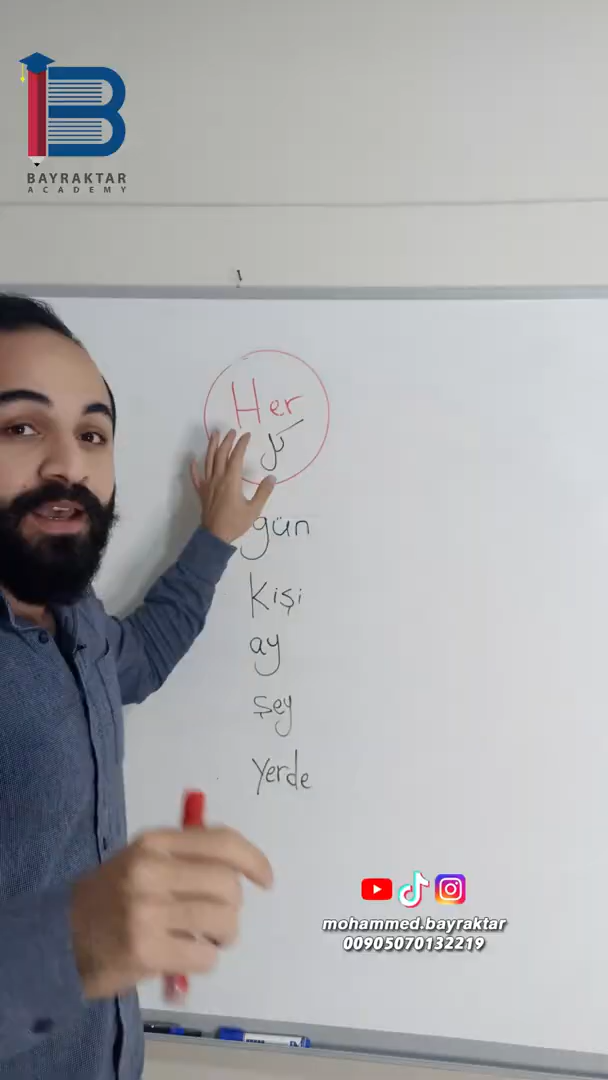 BAYRAKTAR
ACADEMY
Her
كل
gün
Kişi
ay
şey
yerde
mohammed.bayraktar
00905070132219